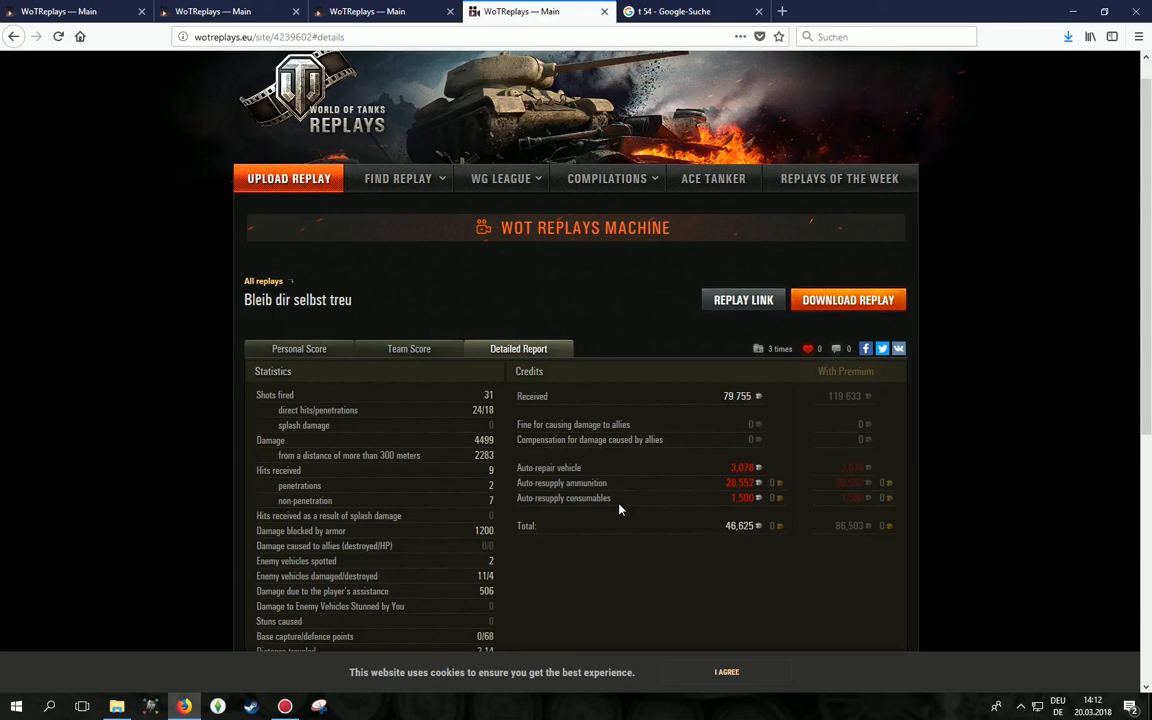 WoTReplays — Main WoTReplays — Main WoTReplays — Main WoTReplays — Main t 54 - Google-Suche
wotreplays.eu/site/4239602#details Suchen
WORLD OF TANKS
REPLAYS
UPLOAD REPLAY FIND REPLAY WG LEAGUE COMPILATIONS ACE TANKER REPLAYS OF THE WEEK
WOT REPLAYS MACHINE
All replays
Bleib dir selbst treu
REPLAY LINK DOWNLOAD REPLAY
Personal Score Team Score Detailed Report 3 times 0 0
Statistics Credits With Premium
Shots fired 31 Received 79 755 119 633
direct hits/penetrations 24/18
splash damage 0 Fine for causing damage to allies 0 0
Damage 4499 Compensation for damage caused by allies 0 0
from a distance of more than 300 meters 2283
Hits received 9 Auto-repair vehicle 3,078 3,078
penetrations 2 Auto-resupply ammunition 28,552 0 28,552 0
non-penetration 7 Auto-resupply consumables 1,500 0 1,500 0
Hits received as a result of splash damage 0
Damage blocked by armor 1200 Total: 46,625 0 86,503 0
Damage caused to allies (destroyed/HP) 0/0
Enemy vehicles spotted 2
Enemy vehicles damaged/destroyed 11/4
Damage due to the player's assistance 506
Damage to Enemy Vehicles Stunned by You 0
Stuns caused 0
Base capture/defence points 0/68
This website uses cookies to ensure you get the best experience. I AGREE
DEU 14:12
DE 20.03.2018 2